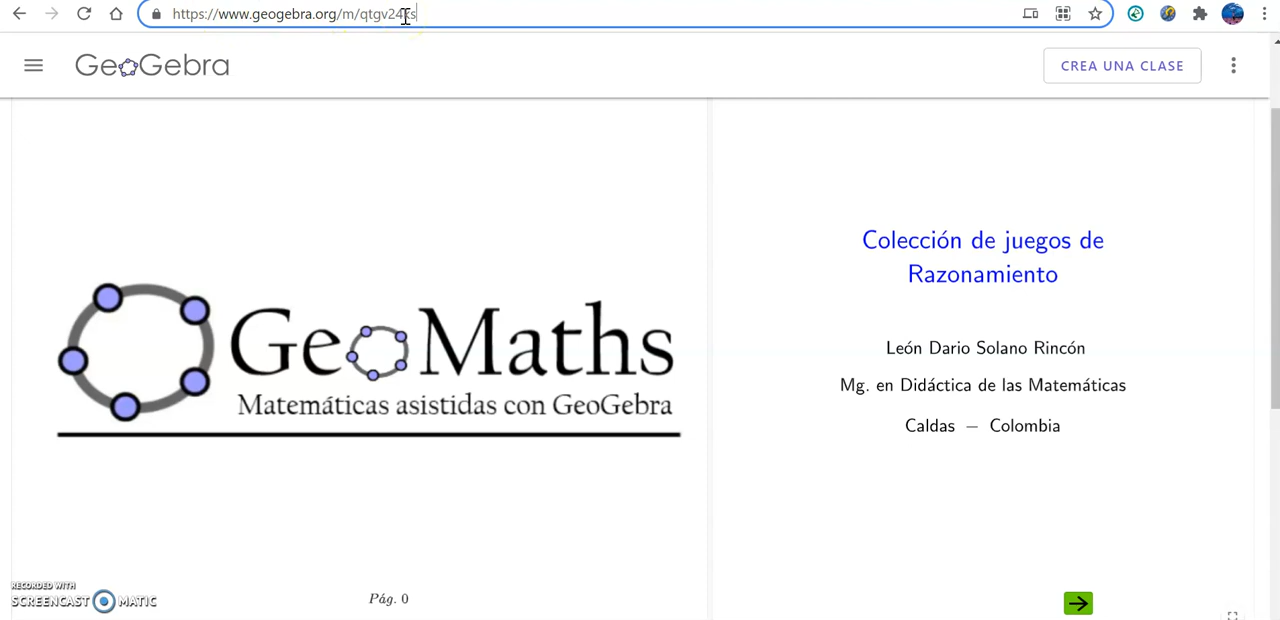 https://www.geogebra.org/m/
GeoGebra
CREA UNA CLASE
GeoMaths
Matemáticas asistidas con GeoGebra
Colección de juegos de
Razonamiento
León Dario Solano Rincón
Mg. en Didáctica de las Matemáticas
Caldas – Colombia
Pág. 0
RECORDED WITH
SCREENCAST MATIC